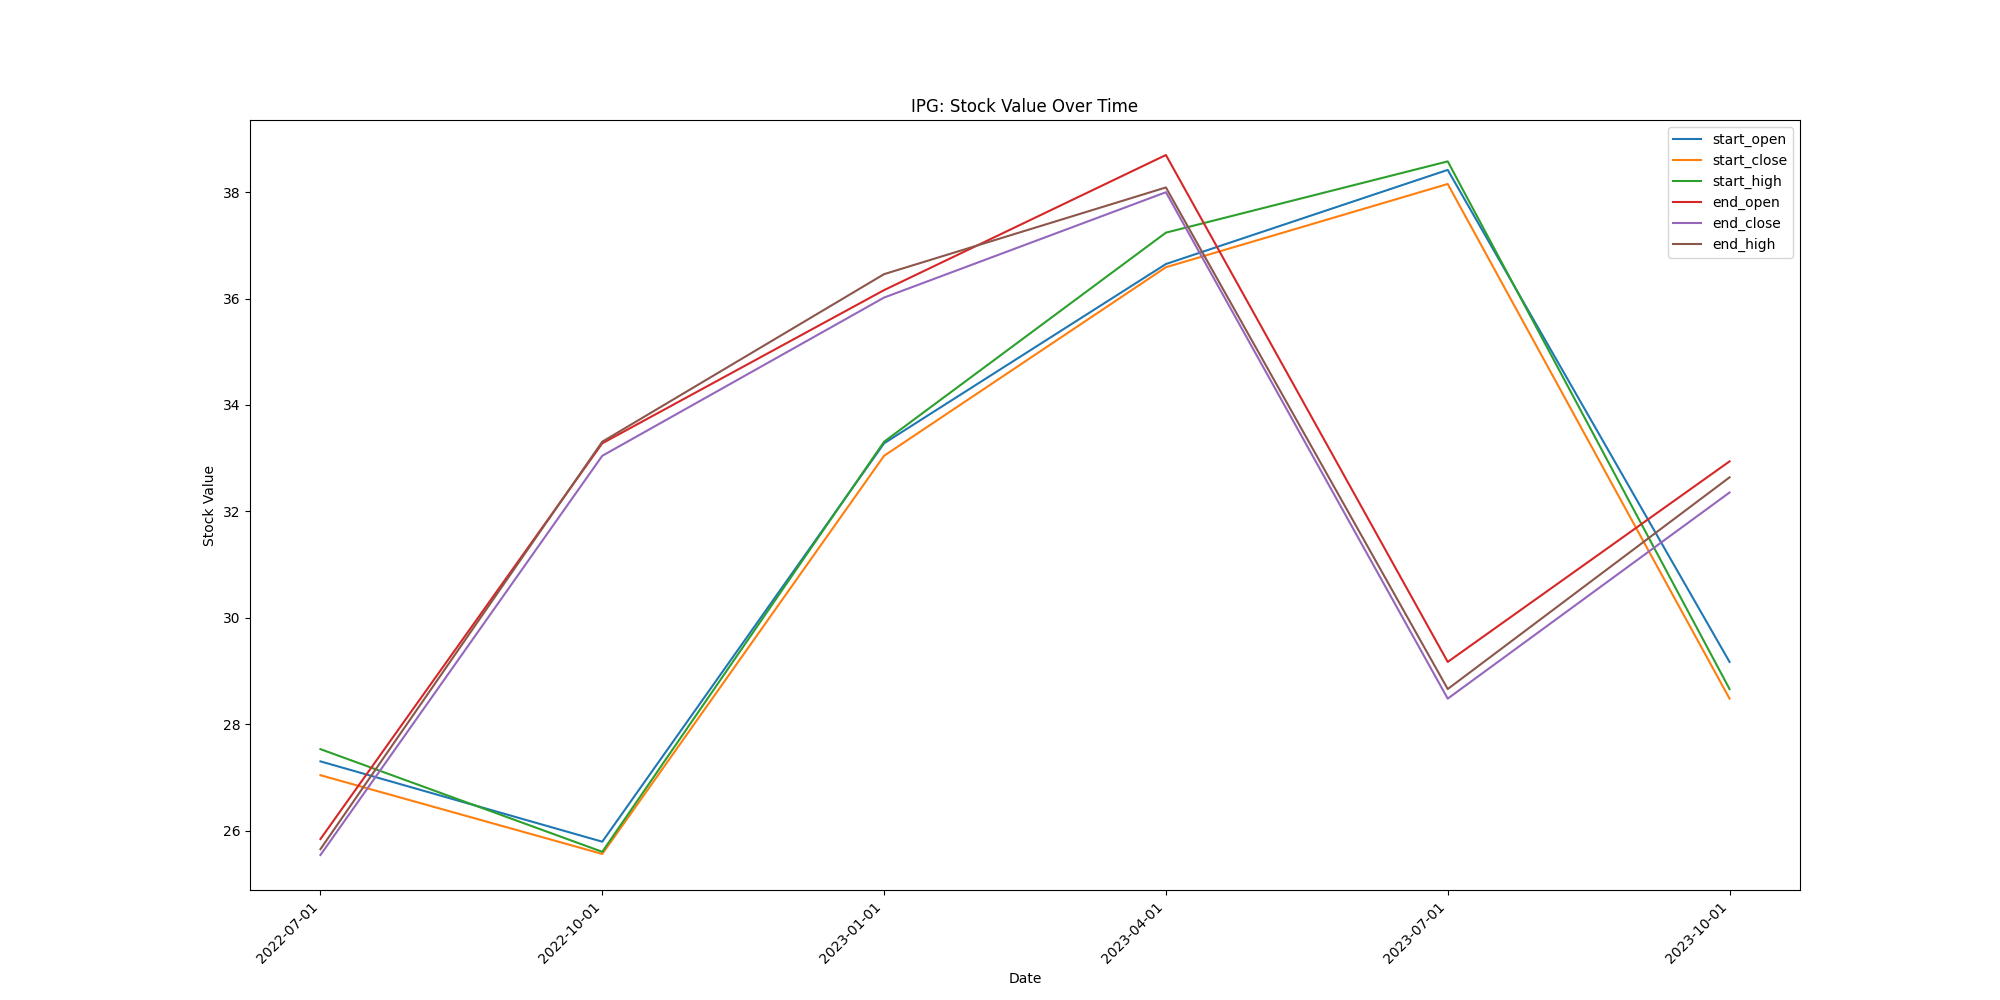 IPG: Stock Value Over Time
start_open
start_close
start_high
end_open
end_close
end_high
Stock Value
38
36
34
32
30
28
26
2022-07-01
2022-10-01
2023-01-01
2023-04-01
2023-07-01
2023-10-01
Date